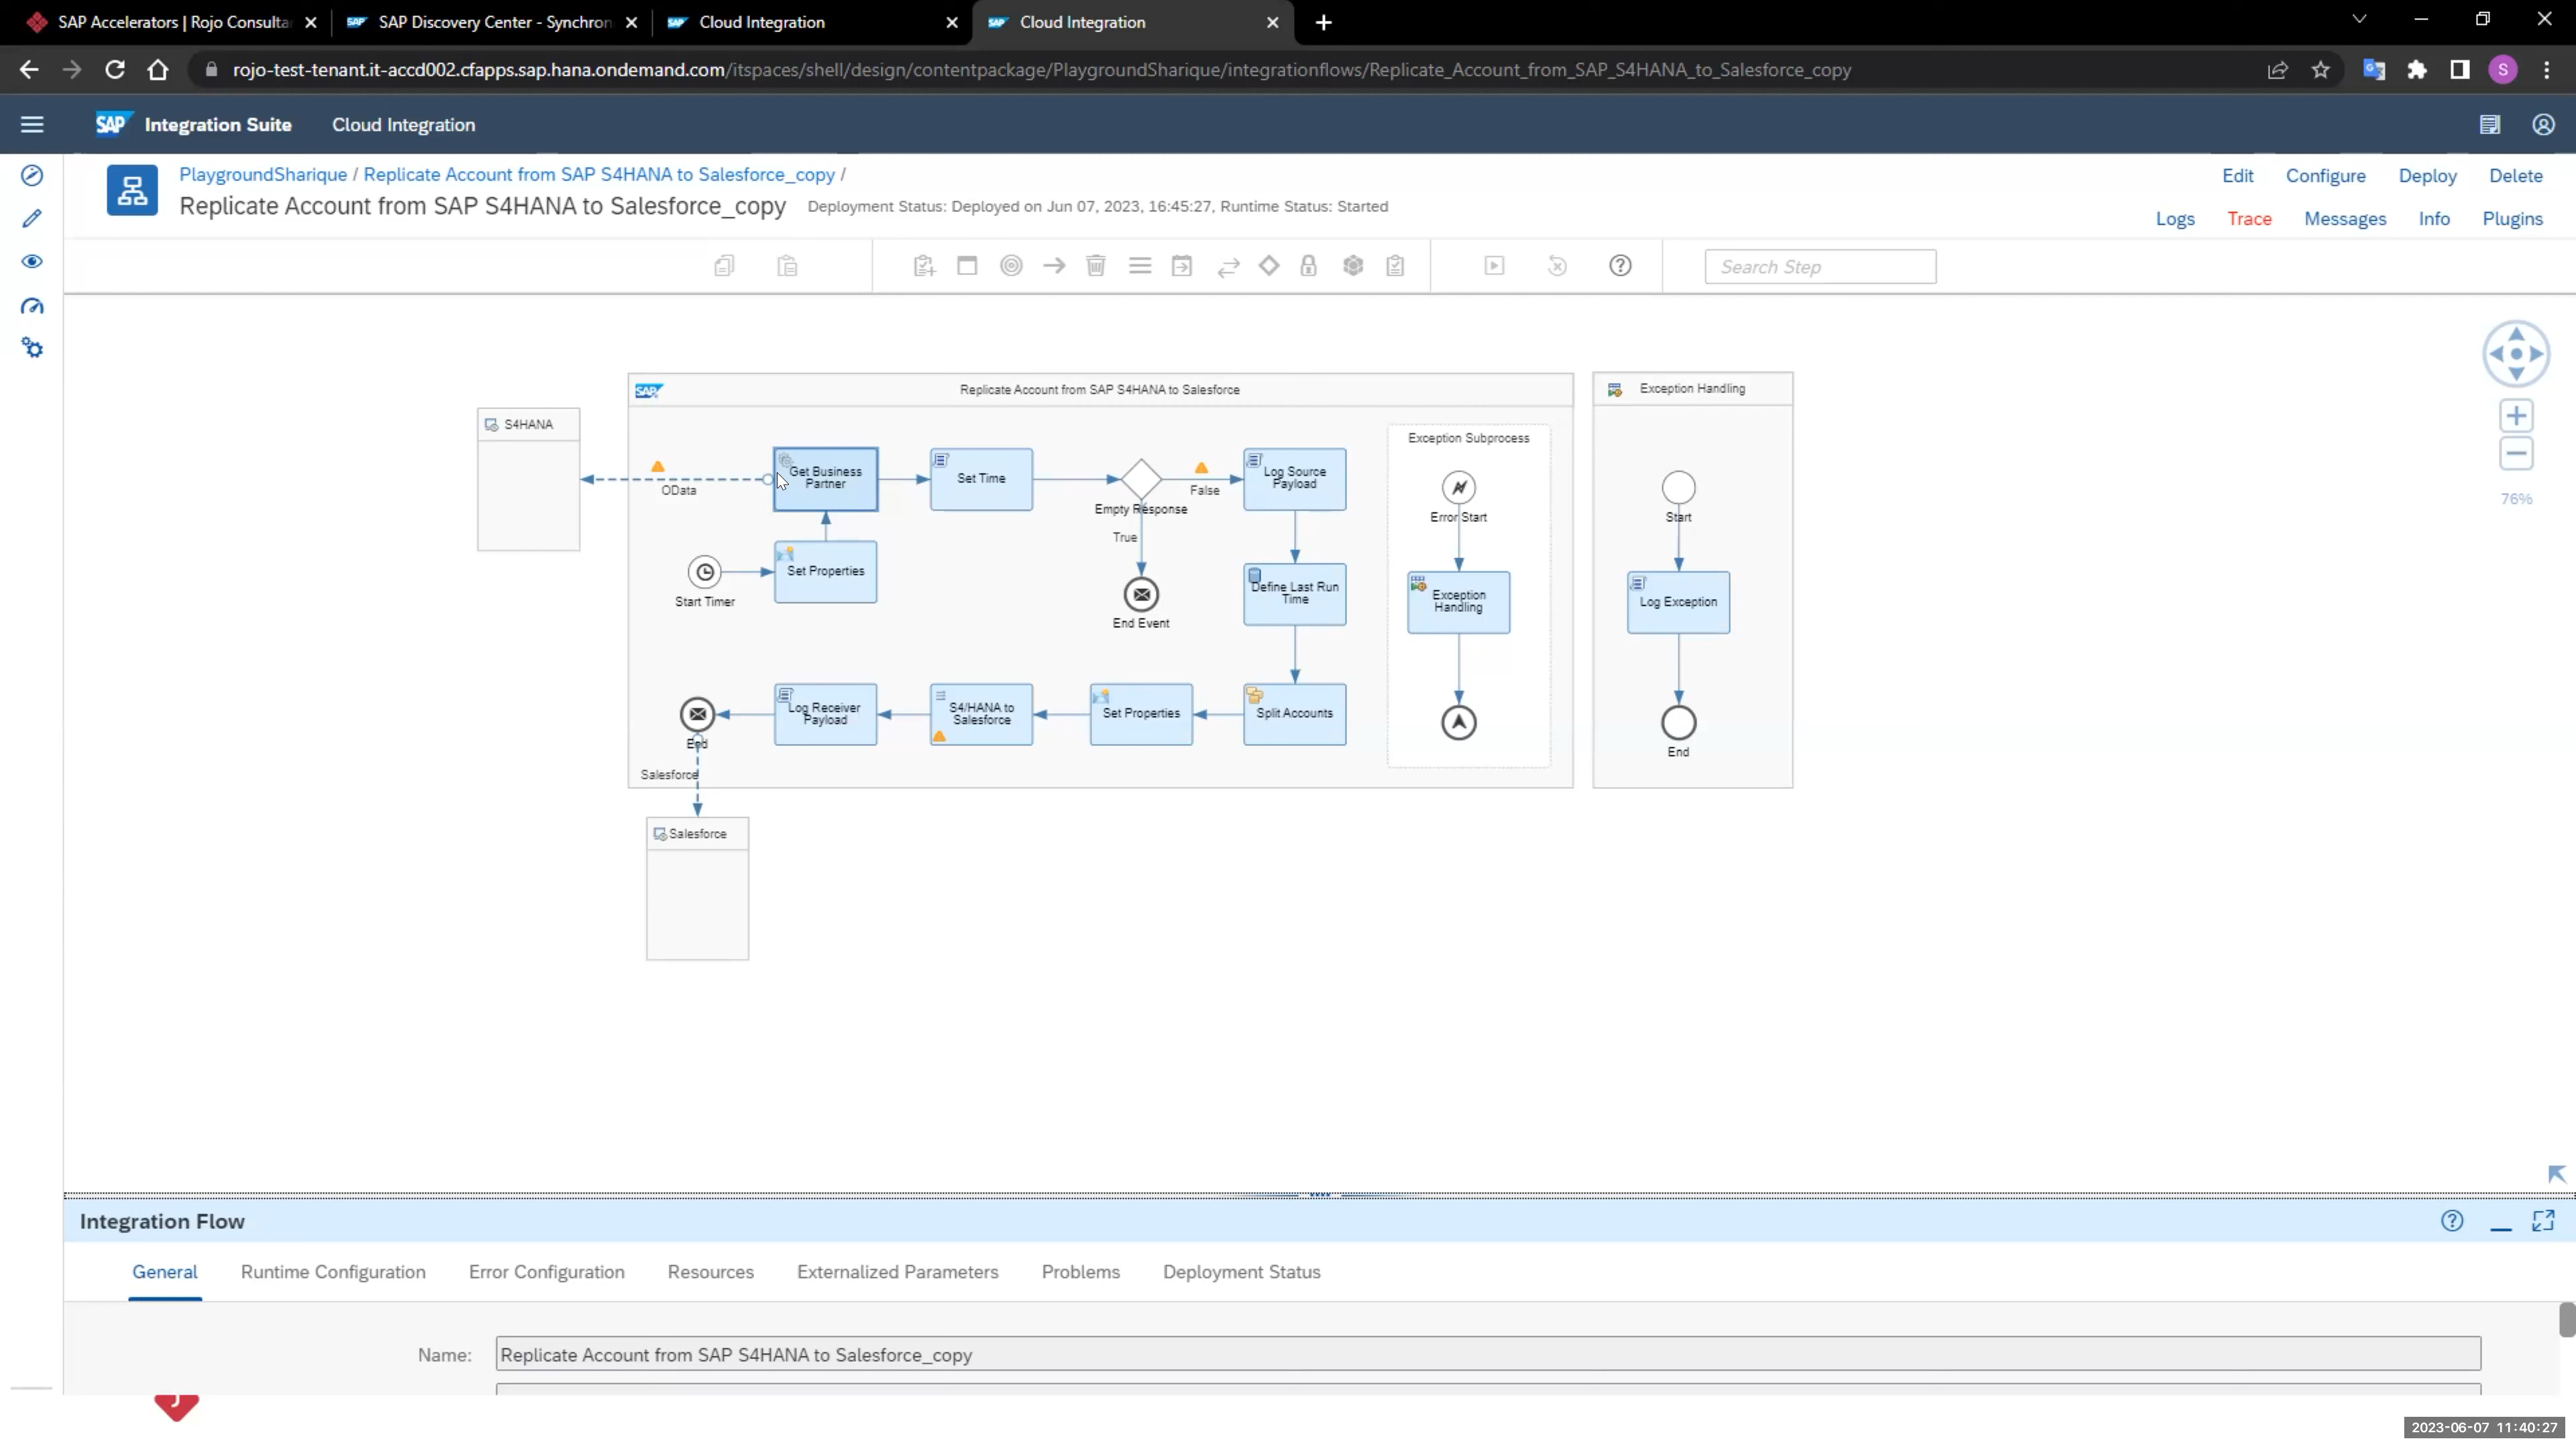 SAP Accelerators | Rojo Consulta
SAP Discovery Center - Synchron
Cloud Integration
Cloud Integration
rojo-test-tenant.it-accd002.cfapps.sap.hana.ondemand.com/itspaces/shell/design/contentpackage/PlaygroundSharique/integrationflows/Replicate_Account_from_SAP_S4HANA_to_Salesforce_copy
S
SAP Integration Suite Cloud Integration
PlaygroundSharique / Replicate Account from SAP S4HANA to Salesforce_copy /
Edit Configure Deploy Delete
Replicate Account from SAP S4HANA to Salesforce_copy Deployment Status: Deployed on Jun 07, 2023, 16:45:27, Runtime Status: Started
Logs Trace Messages Info Plugins
Search Step
76%
SAP Replicate Account from SAP S4HANA to Salesforce
Exception Handling
S4HANA
OData
Get Business
Partner
Set Time
Empty Response
False
True
Log Source
Payload
Start Timer
Set Properties
End Event
Define Last Run
Time
End
Log Receiver
Payload
S4/HANA to
Salesforce
Set Properties
Split Accounts
Salesforce
Salesforce
Exception Subprocess
Error Start
Exception
Handling
Start
Log Exception
End
Integration Flow
General Runtime Configuration Error Configuration Resources Externalized Parameters Problems Deployment Status
Name: Replicate Account from SAP S4HANA to Salesforce_copy
2023-06-07 11:40:27